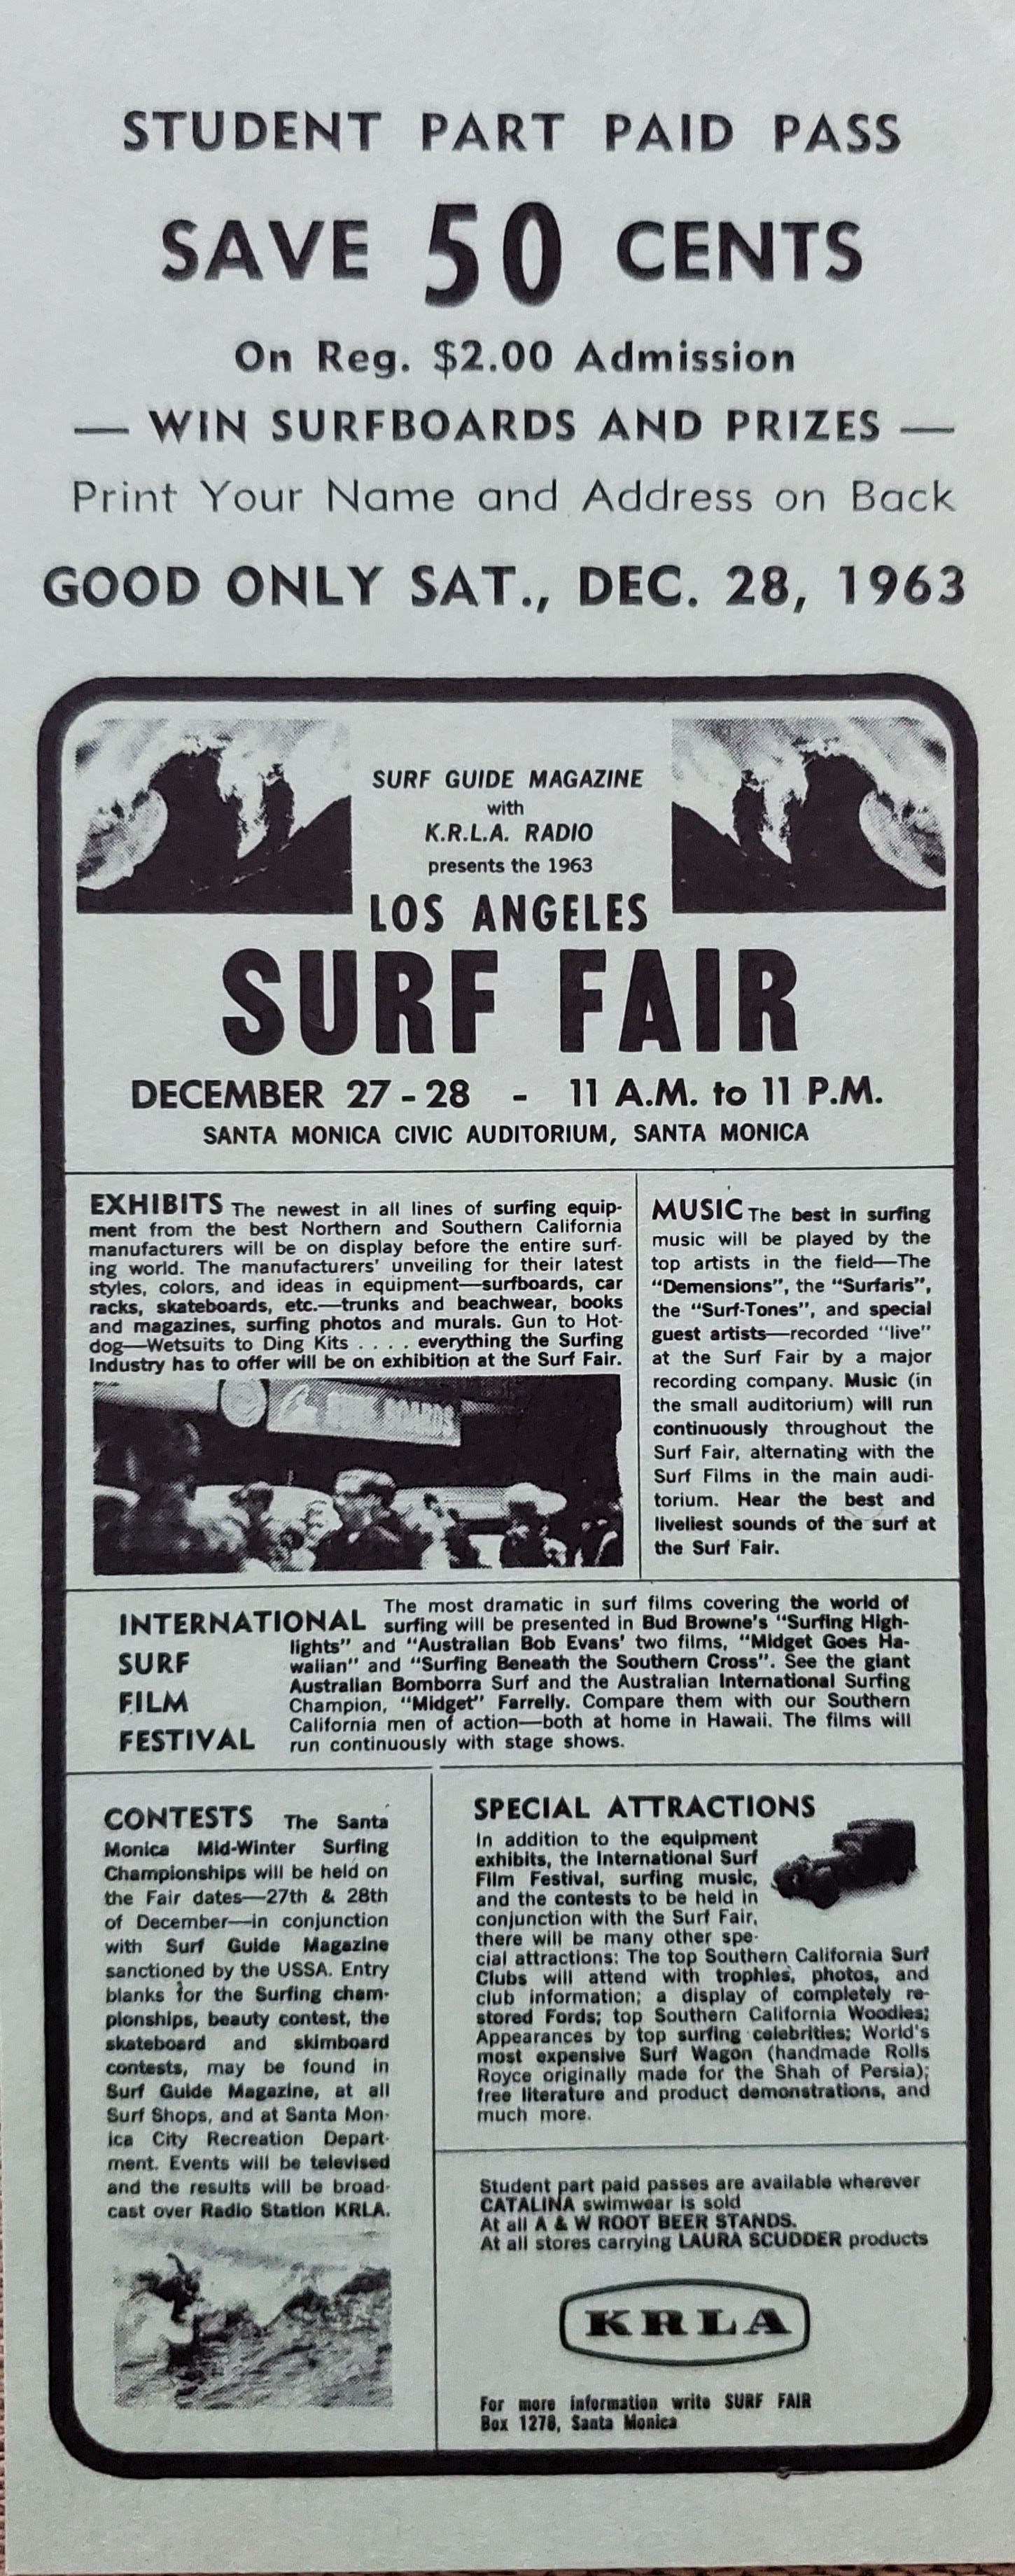 STUDENT PART PAID PASS
SAVE 50 CENTS
On Reg. $2.00 Admission
— WIN SURFBOARDS AND PRIZES —
Print Your Name and Address on Back
GOOD ONLY SAT., DEC. 28, 1963
SURF GUIDE MAGAZINE
with
K.R.L.A. RADIO
presents the 1963
LOS ANGELES
SURF FAIR
DECEMBER 27-28 - 11 A.M. to 11 P.M.
SANTA MONICA CIVIC AUDITORIUM, SANTA MONICA
EXHIBITS The newest in all lines of surfing equip-
ment from the best Northern and Southern California
manufacturers will be on display before the entire surf-
ing world. The manufacturers' unveiling for their latest
styles, colors, and ideas in equipment—surfboards, car
racks, skateboards, etc.—trunks and beachwear, books
and magazines, surfing photos and murals. Gun to Hot-
dog—Wetsuits to Ding Kits . . . . everything the Surfing
Industry has to offer will be on exhibition at the Surf Fair.
MUSIC The best in surfing
music will be played by the
top artists in the field—The
"Demensions", the "Surfaris",
the "Surf-Tones", and special
guest artists—recorded "live"
at the Surf Fair by a major
recording company. Music (in
the small auditorium) will run
continuously throughout the
Surf Fair, alternating with the
Surf Films in the main audi-
torium. Hear the best and
liveliest sounds of the surf at
the Surf Fair.
INTERNATIONAL
SURF
FILM
FESTIVAL
The most dramatic in surf films covering the world of
surfing will be presented in Bud Browne's "Surfing High-
lights" and "Australian Bob Evans' two films, "Midget Goes Ha-
waiian" and "Surfing Beneath the Southern Cross". See the giant
Australian Bomborra Surf and the Australian International Surfing
Champion, "Midget" Farrelly. Compare them with our Southern
California men of action—both at home in Hawaii. The films will
run continuously with stage shows.
CONTESTS The Santa
Monica Mid-Winter Surfing
Championships will be held on
the Fair dates—27th & 28th
of December—in conjunction
with Surf Guide Magazine
sanctioned by the USSA. Entry
blanks for the Surfing cham-
pionships, beauty contest, the
skateboard and skimboard
contests, may be found in
Surf Guide Magazine, at all
Surf Shops, and at Santa Mon-
ica City Recreation Depart-
ment. Events will be televised
and the results will be broad-
cast over Radio Station KRLA.
SPECIAL ATTRACTIONS
In addition to the equipment
exhibits, the International Surf
Film Festival, surfing music,
and the contests to be held in
conjunction with the Surf Fair,
there will be many other spe-
cial attractions: The top Southern California Surf
Clubs will attend with trophies, photos, and
club information; a display of completely re-
stored Fords; top Southern California Woodies;
Appearances by top surfing celebrities; World's
most expensive Surf Wagon (handmade Rolls
Royce originally made for the Shah of Persia);
free literature and product demonstrations, and
much more.
Student part paid passes are available wherever
CATALINA swimwear is sold
At all A & W ROOT BEER STANDS.
At all stores carrying LAURA SCUDDER products
KRLA
For more information write SURF FAIR
Box 1278, Santa Monica